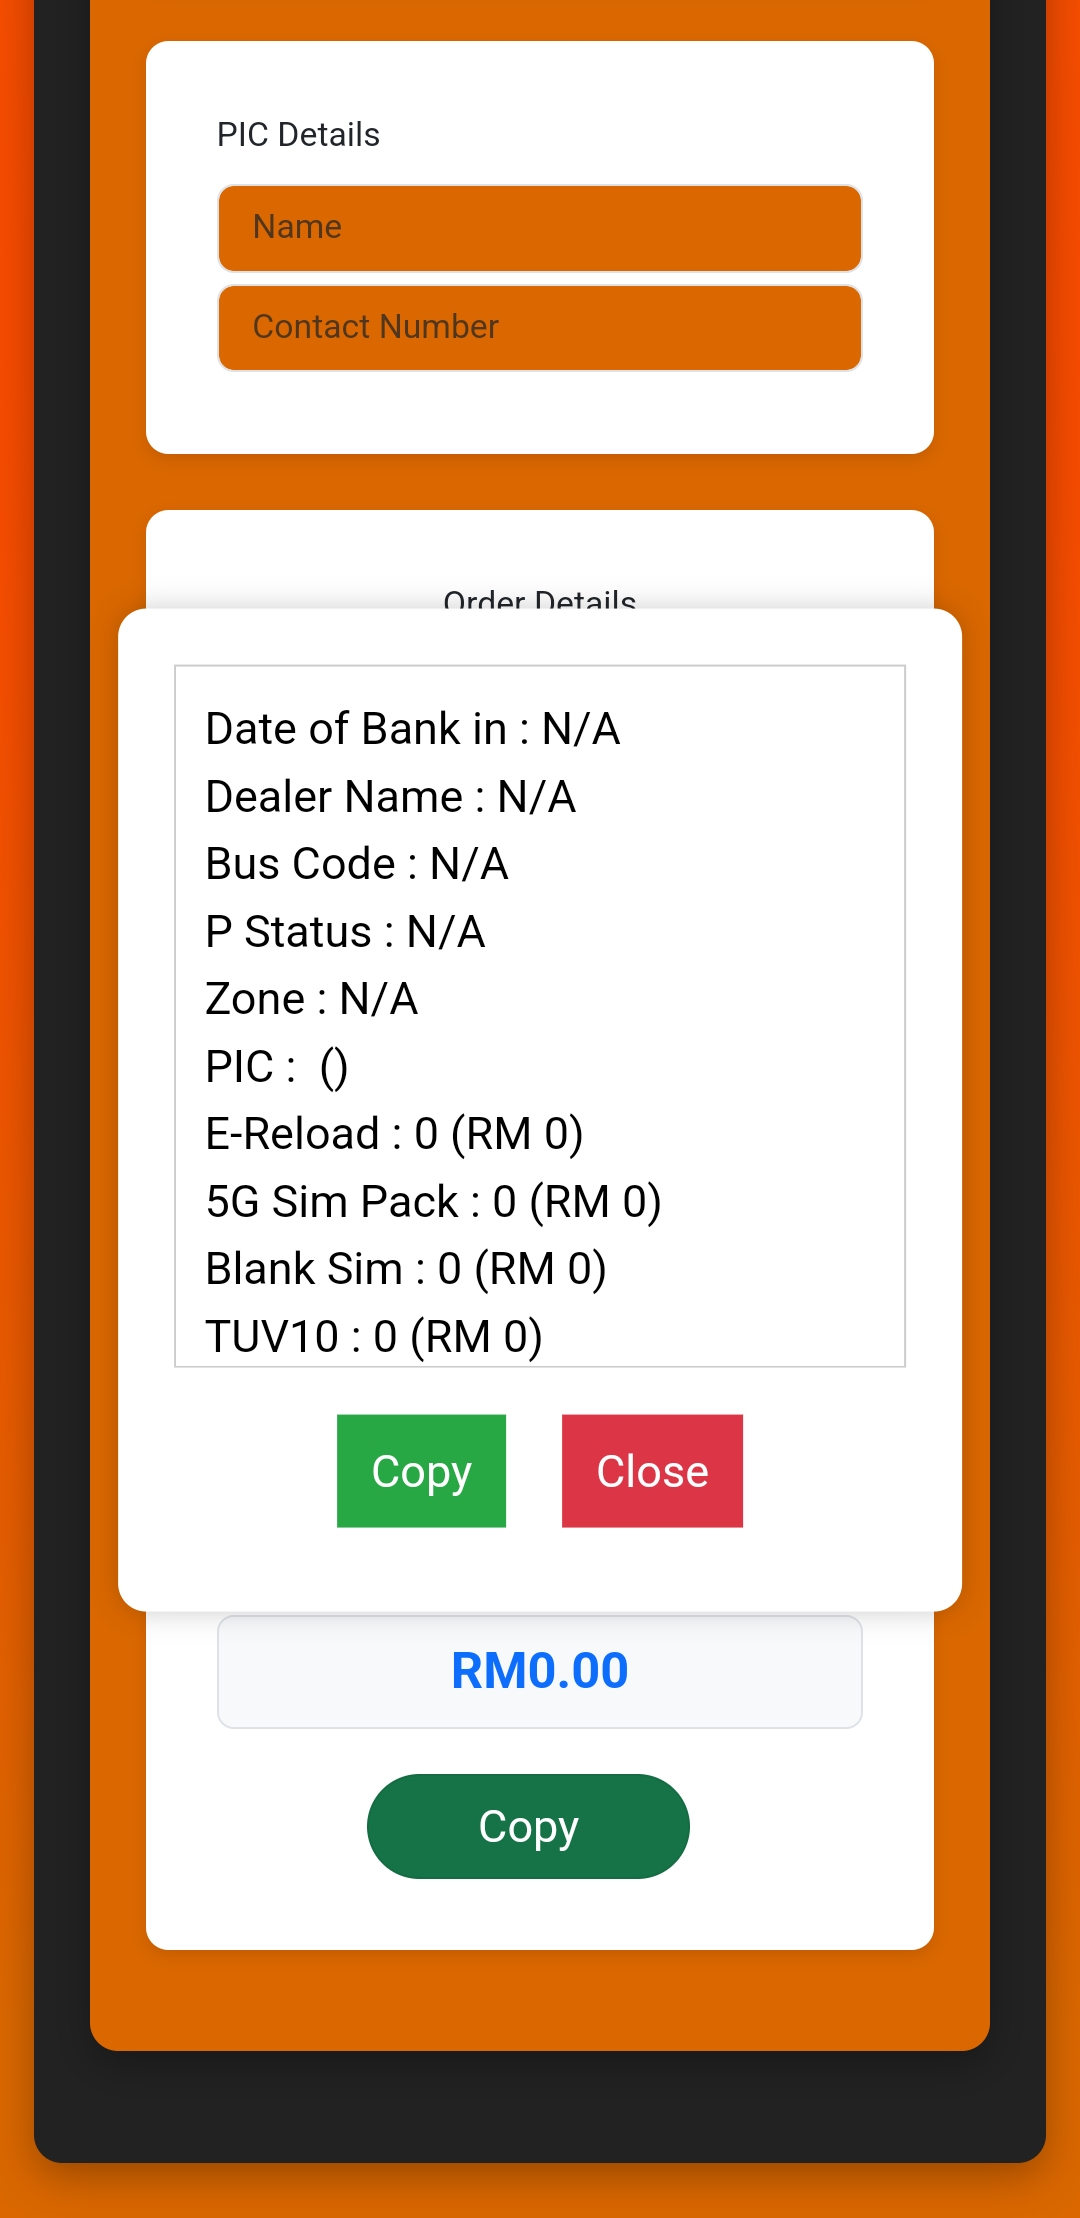 PIC Details
Name
Contact Number
Order Details
Date of Bank in : N/A
Dealer Name : N/A
Bus Code : N/A
P Status : N/A
Zone : N/A
PIC :  ()
E-Reload : 0 (RM 0)
5G Sim Pack : 0 (RM 0)
Blank Sim : 0 (RM 0)
TUV10 : 0 (RM 0)
Copy
Close
RM0.00
Copy